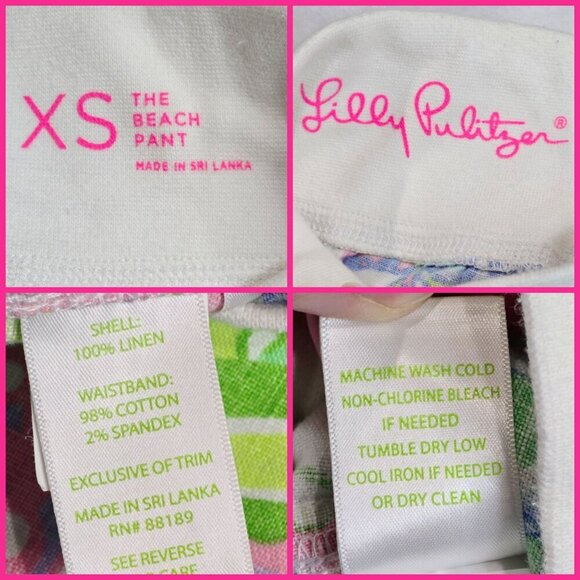 XS
THE
BEACH
PANT
MADE IN SRI LANKA
Lilly Pulitzer®
SHELL:
100% LINEN
WAISTBAND:
98% COTTON
2% SPANDEX
EXCLUSIVE OF TRIM
MADE IN SRI LANKA
RN# 88189
SEE REVERSE
CARE
MACHINE WASH COLD
NON-CHLORINE BLEACH
IF NEEDED
TUMBLE DRY LOW
COOL IRON IF NEEDED
OR DRY CLEAN